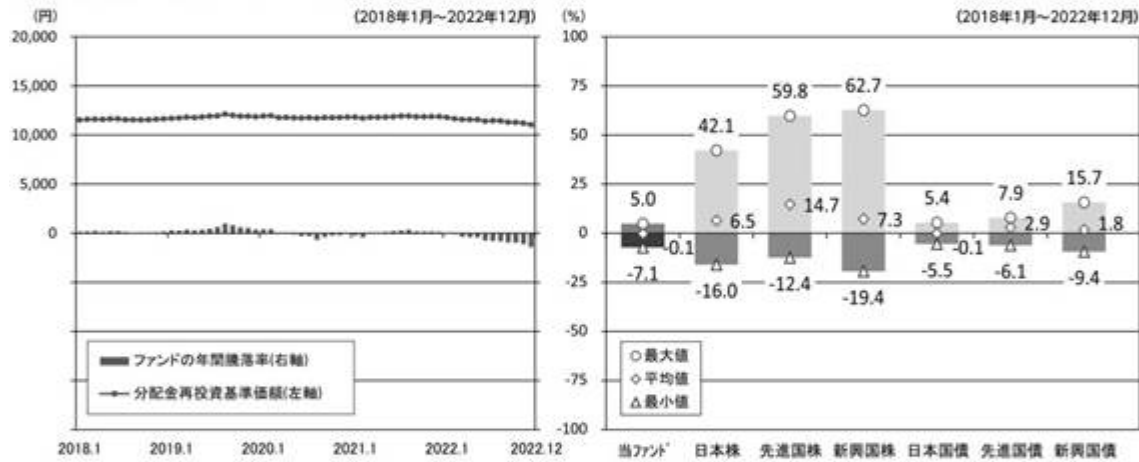 (円)
(2018年1月～2022年12月)
20,000
15,000
10,000
5,000
0
ファンドの年間騰落率(右軸)
分配金再投資基準価額(左軸)
2018.1 2019.1 2020.1 2021.1 2022.1 2022.12
(%)
(2018年1月～2022年12月)
100
75
50
25
0
-25
-50
-75
-100
62.7
59.8
42.1
5.0 5.4 7.9 15.7
-0.1 6.5 14.7 7.3 -0.1 2.9 1.8
-7.1 -16.0 -12.4 -19.4 -5.5 -6.1 -9.4
最大値
平均値
最小値
当ファンド 日本株 先進国株 新興国株 日本国債 先進国債 新興国債